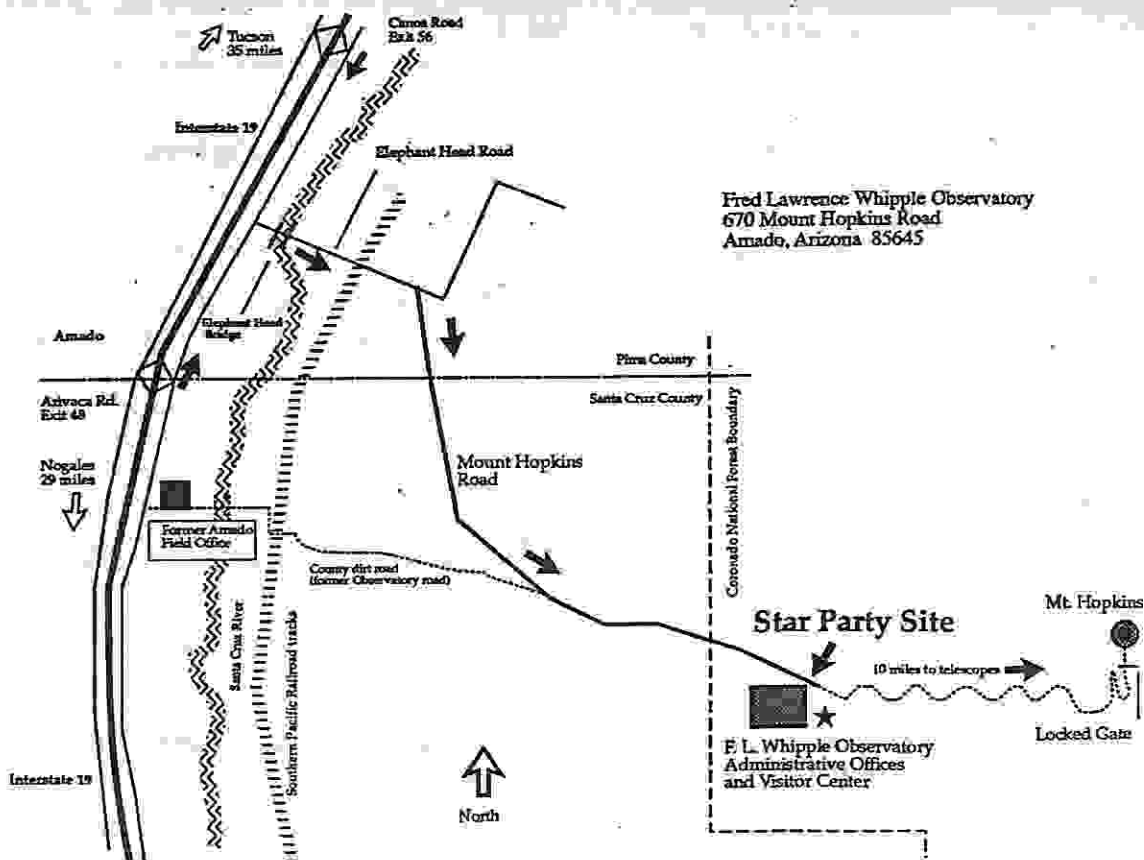 Tucson
35 miles
Canoa Road
Exit 56
Interstate 19
Elephant Head Road
Fred Lawrence Whipple Observatory
670 Mount Hopkins Road
Amado, Arizona 85645
Elephant Head
Bridge
Amado
Pima County
Arivaca Rd.
Exit 48
Santa Cruz County
Nogales
29 miles
Mount Hopkins
Road
Coronado National Forest Boundary
Former Amado
Field Office
County dirt road
(former Observatory road)
Santa Cruz River
Southern Pacific Railroad tracks
Star Party Site
Mt. Hopkins
10 miles to telescopes
Locked Gate
F. L. Whipple Observatory
Administrative Offices
and Visitor Center
Interstate 19
North